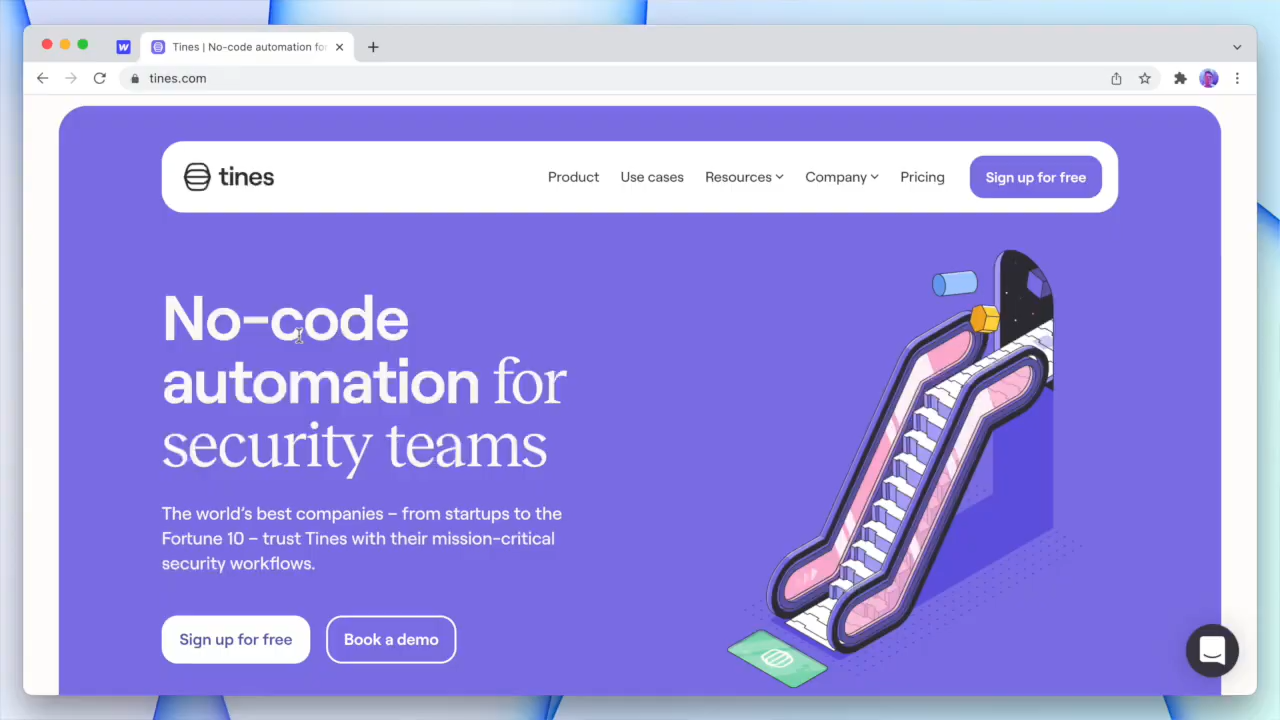 W
Tines | No-code automation fo
tines.com
tines
Product
Use cases
Resources
Company
Pricing
Sign up for free
No-code
automation for
security teams
The world's best companies – from startups to the
Fortune 10 – trust Tines with their mission-critical
security workflows.
Sign up for free
Book a demo